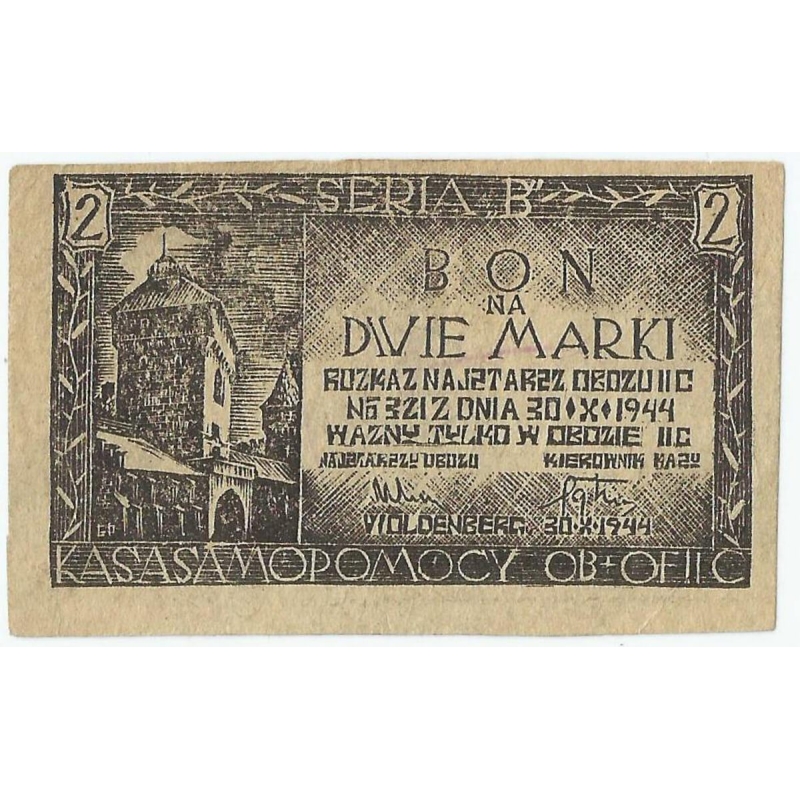 2 SERIA „B” 2
BON
NA
DWIE MARKI
ROZKAZ NAJSTARSZ OBOZU II C
No 321 Z DNIA 30•X•1944
WAZNY TYLKO W OBOZIE II C
NAJSTARSZY OBOZU KIEROWNIK KASY
WOLDENBERG. 30•X•1944
KASA SAMOPOMOCY OB+OF II C